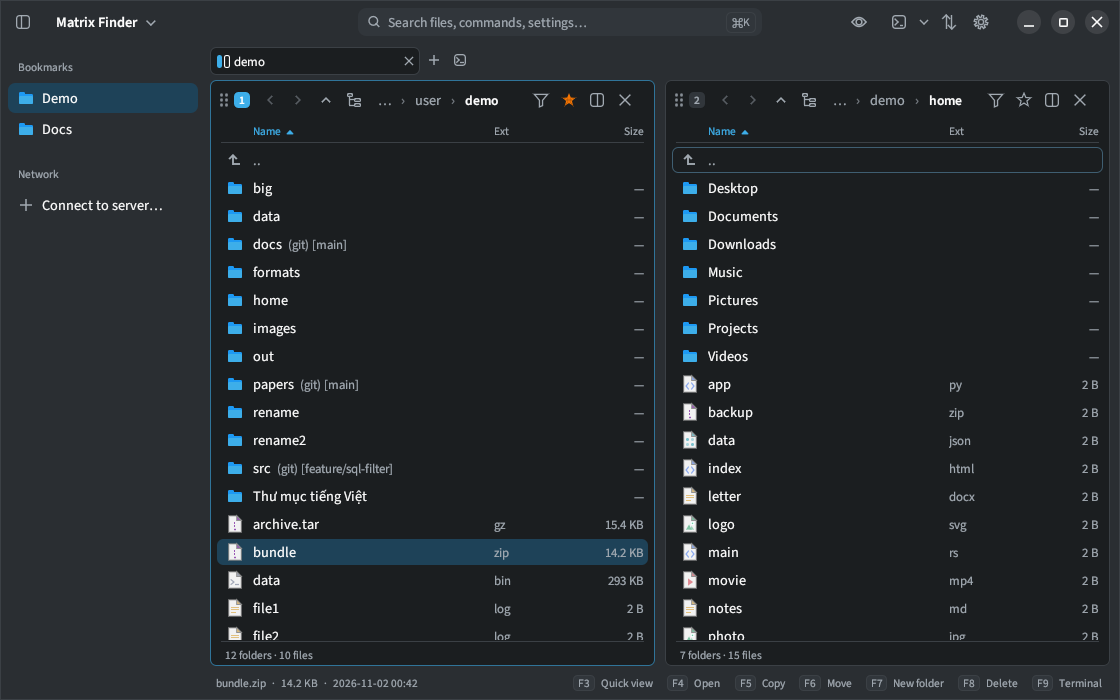 Matrix Finder
Search files, commands, settings…
⌘K
Bookmarks
Demo
Docs
Network
Connect to server…
demo
1
… › user › demo
Name Ext Size
..
big —
data —
docs (git) [main] —
formats —
home —
images —
out —
papers (git) [main] —
rename —
rename2 —
src (git) [feature/sql-filter] —
Thư mục tiếng Việt —
archive.tar gz 15.4 KB
bundle zip 14.2 KB
data bin 293 KB
file1 log 2 B
file2 log 2 B
12 folders · 10 files
2
… › demo › home
Name Ext Size
..
Desktop —
Documents —
Downloads —
Music —
Pictures —
Projects —
Videos —
app py 2 B
backup zip 2 B
data json 2 B
index html 2 B
letter docx 2 B
logo svg 2 B
main rs 2 B
movie mp4 2 B
notes md 2 B
photo jpg 2 B
7 folders · 15 files
bundle.zip · 14.2 KB · 2026-11-02 00:42
F3 Quick view F4 Open F5 Copy F6 Move F7 New folder F8 Delete F9 Terminal